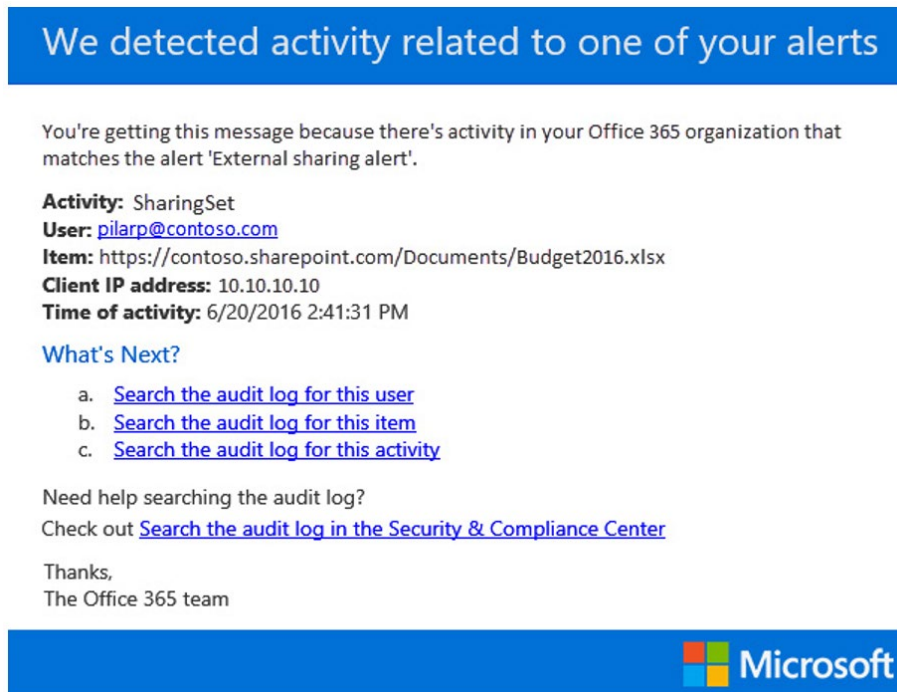 We detected activity related to one of your alerts
You're getting this message because there's activity in your Office 365 organization that
matches the alert 'External sharing alert'.
Activity: SharingSet
User: pilarp@contoso.com
Item: https://contoso.sharepoint.com/Documents/Budget2016.xlsx
Client IP address: 10.10.10.10
Time of activity: 6/20/2016 2:41:31 PM
What's Next?
a. Search the audit log for this user
b. Search the audit log for this item
c. Search the audit log for this activity
Need help searching the audit log?
Check out Search the audit log in the Security & Compliance Center
Thanks,
The Office 365 team
Microsoft